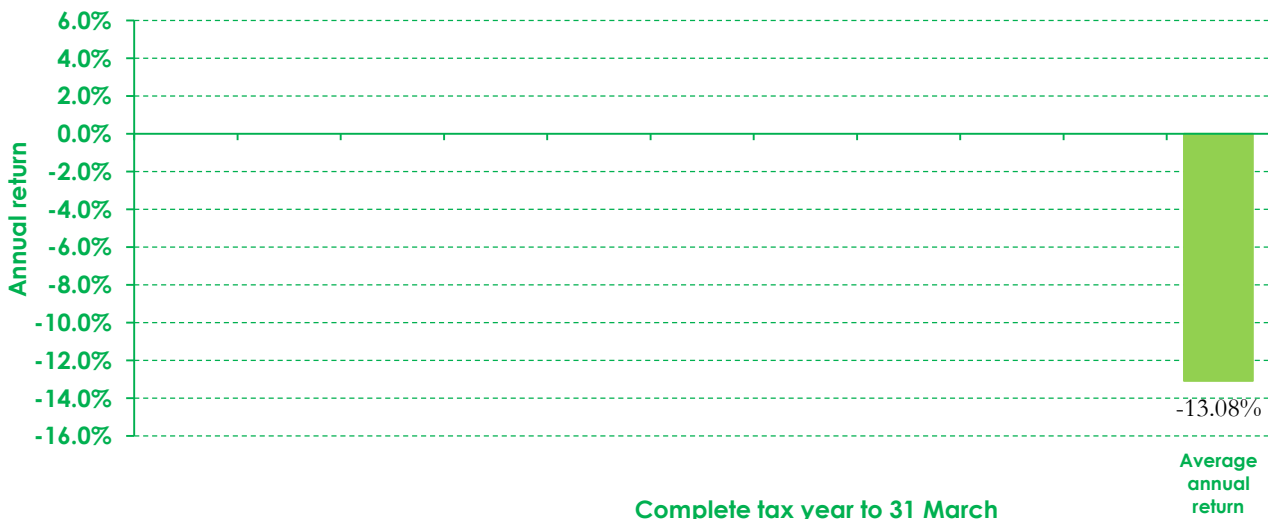 6.0%
4.0%
2.0%
0.0%
-2.0%
-4.0%
-6.0%
-8.0%
-10.0%
-12.0%
-14.0%
-16.0%
Annual return
-13.08%
Average
annual
return
Complete tax year to 31 March